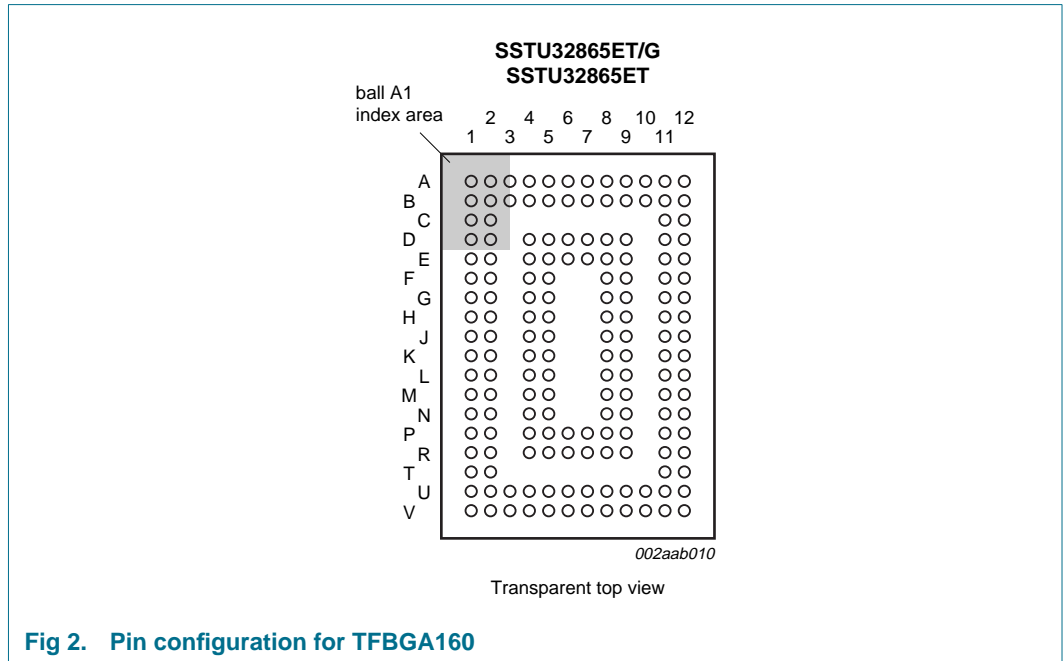 SSTU32865ET/G
SSTU32865ET
ball A1
index area
2 4 6 8 10 12
1 3 5 7 9 11
A
B
C
D
E
F
G
H
J
K
L
M
N
P
R
T
U
V
002aab010
Transparent top view
Fig 2. Pin configuration for TFBGA160